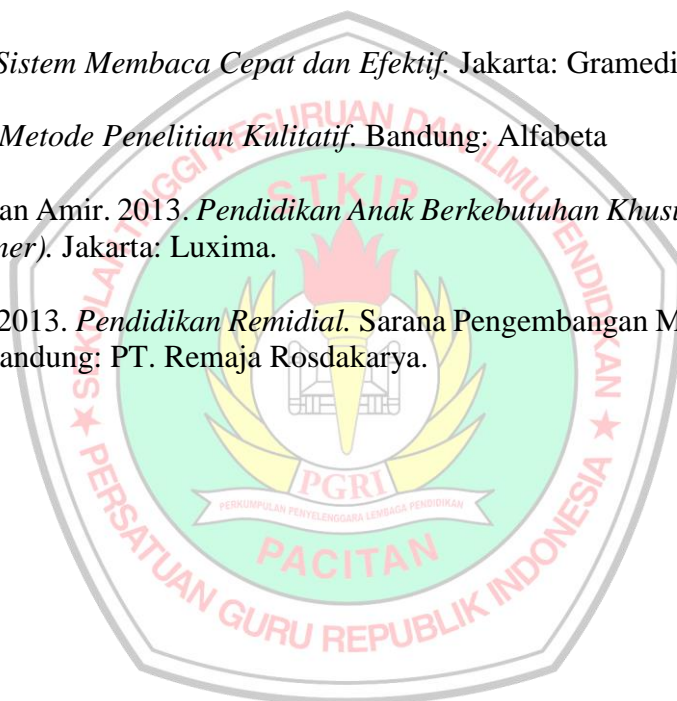 Sistem Membaca Cepat dan Efektif. Jakarta: Gramedi
Metode Penelitian Kulitatif. Bandung: Alfabeta
an Amir. 2013. Pendidikan Anak Berkebutuhan Khusu
ner). Jakarta: Luxima.
2013. Pendidikan Remidial. Sarana Pengembangan M
andung: PT. Remaja Rosdakarya.
SEKOLAH TINGGI KEGURUAN DAN ILMU PENDIDIKAN
STKIP
PGRI
PERKUMPULAN PENYELENGGARA LEMBAGA PENDIDIKAN
PACITAN
PERSATUAN GURU REPUBLIK INDONESIA